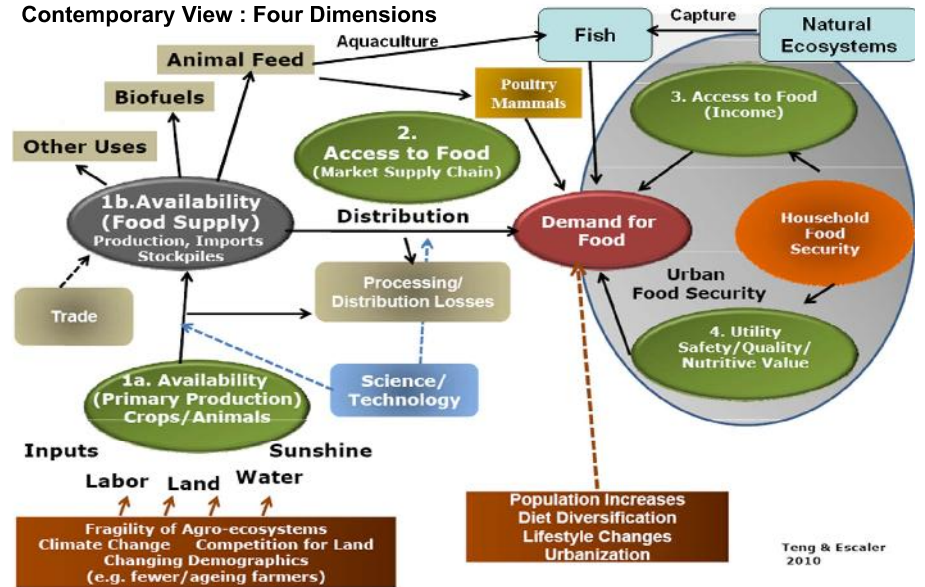 Contemporary View : Four Dimensions
Capture
Natural
Ecosystems
Fish
Aquaculture
Animal Feed
Poultry
Mammals
3. Access to Food
(Income)
Biofuels
2.
Access to Food
(Market Supply Chain)
Other Uses
1b.Availability
(Food Supply)
Production, Imports
Stockpiles
Distribution
Demand for
Food
Household
Food
Security
Urban
Food Security
Processing/
Distribution Losses
Trade
4. Utility
Safety/Quality/
Nutritive Value
1a. Availability
(Primary Production)
Crops/Animals
Science/
Technology
Inputs
Sunshine
Labor
Land
Water
Fragility of Agro-ecosystems
Climate Change Competition for Land
Changing Demographics
(e.g. fewer/ageing farmers)
Population Increases
Diet Diversification
Lifestyle Changes
Urbanization
Teng & Escaler
2010